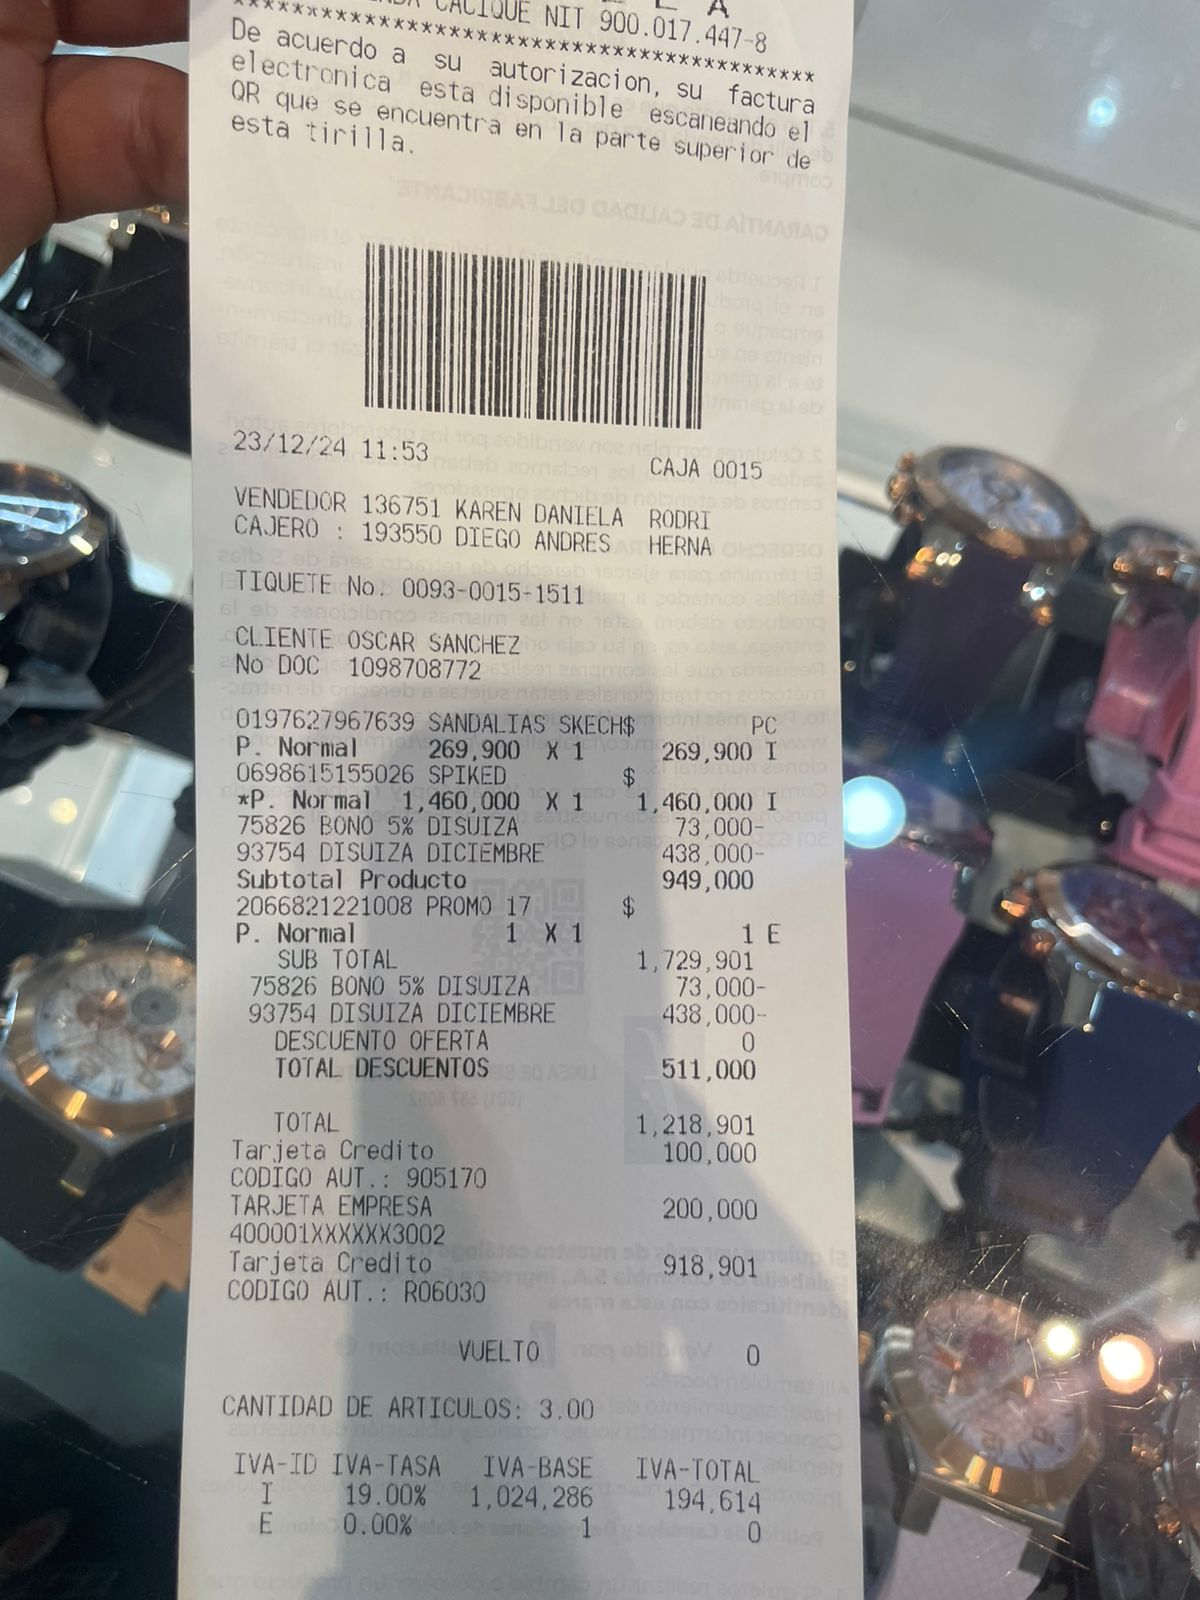 CACIQUE NIT 900.017.447-8
****************************************
De acuerdo a su autorizacion, su factura
electronica esta disponible escaneando el
QR que se encuentra en la parte superior de
esta tirilla.
23/12/24 11:53 CAJA 0015
VENDEDOR 136751 KAREN DANIELA RODRI
CAJERO : 193550 DIEGO ANDRES HERNA
TIQUETE No. 0093-0015-1511
CLIENTE OSCAR SANCHEZ
No DOC 1098708772
0197627967639 SANDALIAS SKECH$ PC
P. Normal 269,900 X 1 269,900 I
0698615155026 SPIKED $
*P. Normal 1,460,000 X 1 1,460,000 I
75826 BONO 5% DISUIZA 73,000-
93754 DISUIZA DICIEMBRE 438,000-
Subtotal Producto 949,000
2066821221008 PROMO 17 $
P. Normal 1 X 1 1 E
SUB TOTAL 1,729,901
75826 BONO 5% DISUIZA 73,000-
93754 DISUIZA DICIEMBRE 438,000-
DESCUENTO OFERTA 0
TOTAL DESCUENTOS 511,000
TOTAL 1,218,901
Tarjeta Credito 100,000
CODIGO AUT.: 905170
TARJETA EMPRESA 200,000
400001XXXXXX3002
Tarjeta Credito 918,901
CODIGO AUT.: R06030
VUELTO 0
CANTIDAD DE ARTICULOS: 3.00
IVA-ID IVA-TASA IVA-BASE IVA-TOTAL
I 19.00% 1,024,286 194,614
E 0.00% 1 0